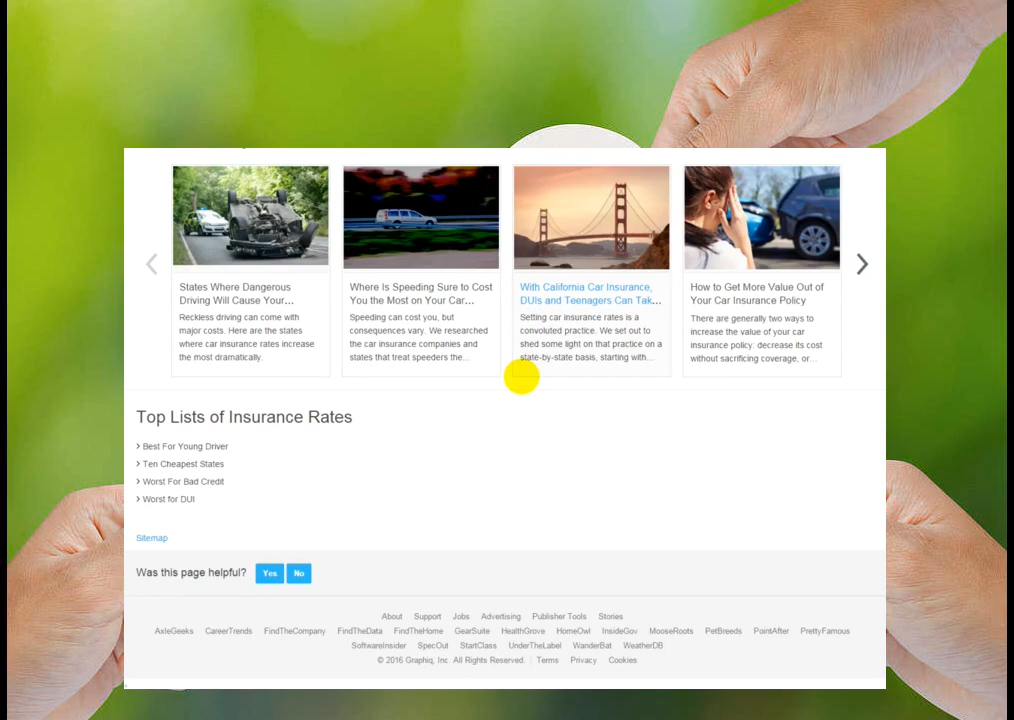 States Where Dangerous
Driving Will Cause Your...
Reckless driving can come with
major costs. Here are the states
where car insurance rates increase
the most dramatically.
Where Is Speeding Sure to Cost
You the Most on Your Car...
Speeding can cost you, but
consequences vary. We researched
the car insurance companies and
states that treat speeders the...
With California Car Insurance,
DUIs and Teenagers Can Tak...
Setting car insurance rates is a
convoluted practice. We set out to
shed some light on that practice on a
state-by-state basis, starting with...
How to Get More Value Out of
Your Car Insurance Policy
There are generally two ways to
increase the value of your car
insurance policy: decrease its cost
without sacrificing coverage, or...
Top Lists of Insurance Rates
> Best For Young Driver
> Ten Cheapest States
> Worst For Bad Credit
> Worst for DUI
Sitemap
Was this page helpful? Yes No
About Support Jobs Advertising Publisher Tools Stories
AxleGeeks CareerTrends FindTheCompany FindTheData FindTheHome GearSuite HealthGrove HomeOwl InsideGov MooseRoots PetBreeds PointAfter PrettyFamous
SoftwareInsider SpecOut StartClass UnderTheLabel WanderBat WeatherDB
© 2016 Graphiq, Inc. All Rights Reserved. | Terms Privacy Cookies